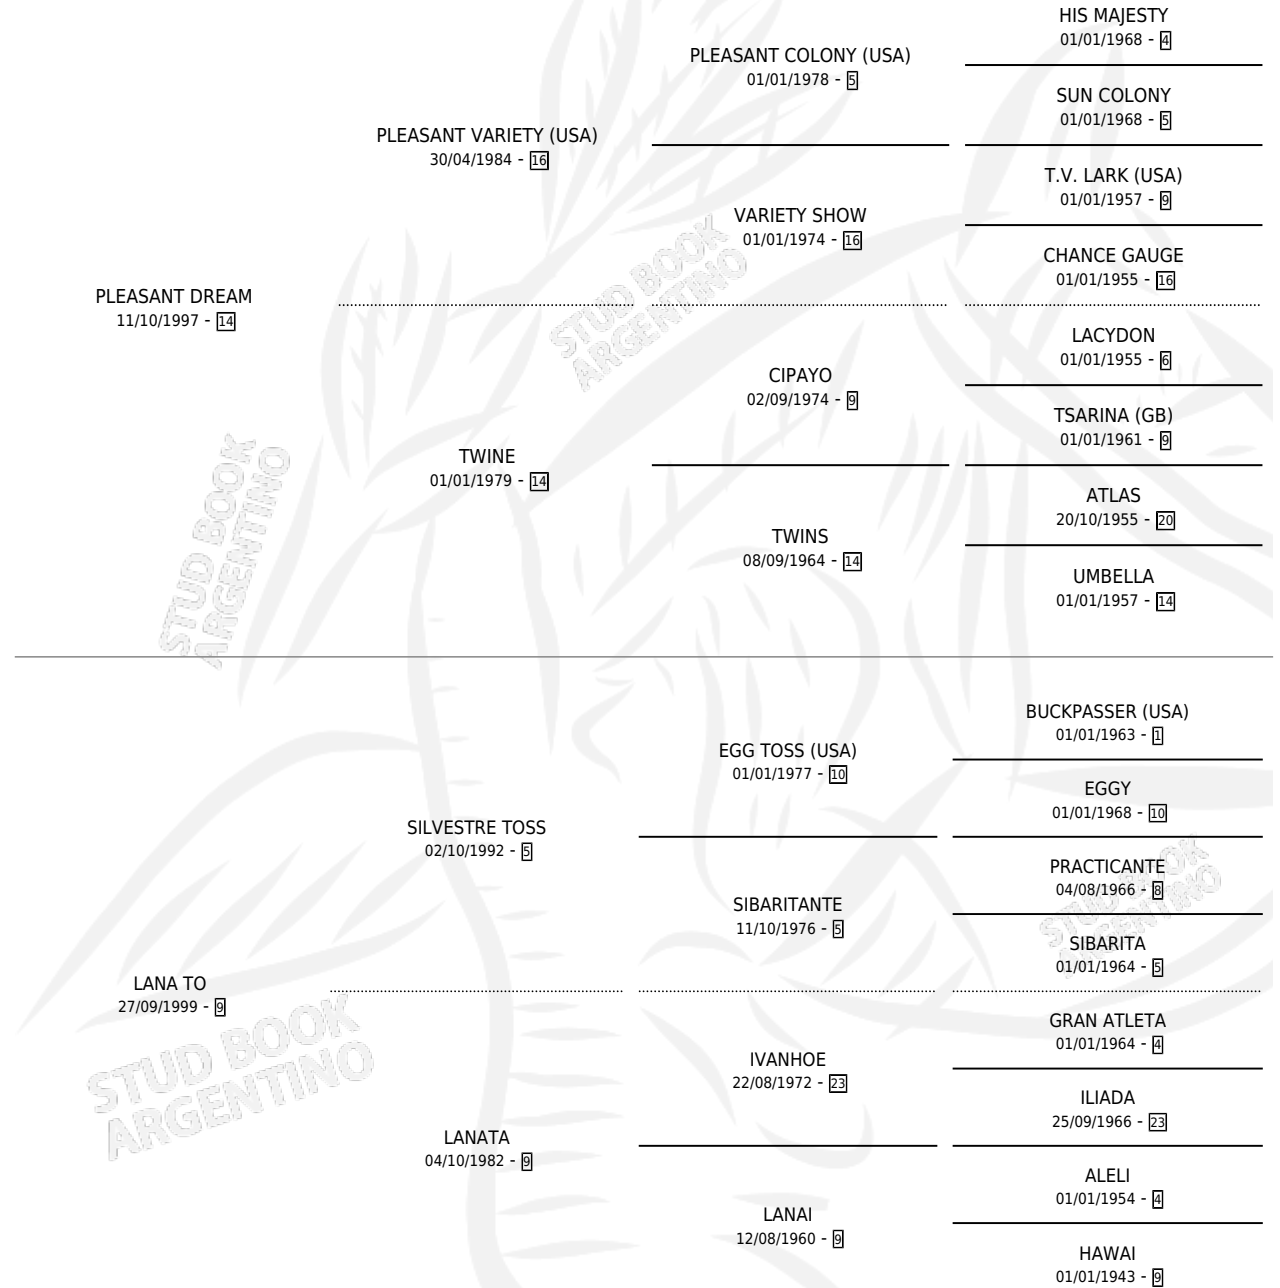 HIS MAJESTY
01/01/1968 - 4
PLEASANT COLONY (USA)
01/01/1978 - 5
SUN COLONY
01/01/1968 - 5
PLEASANT VARIETY (USA)
30/04/1984 - 16
T.V. LARK (USA)
01/01/1957 - 9
VARIETY SHOW
01/01/1974 - 16
CHANCE GAUGE
01/01/1955 - 16
PLEASANT DREAM
11/10/1997 - 14
STUD BOOK
ARGENTINO
LACYDON
01/01/1955 - 6
CIPAYO
02/09/1974 - 9
TSARINA (GB)
01/01/1961 - 9
TWINE
01/01/1979 - 14
ATLAS
20/10/1955 - 20
TWINS
08/09/1964 - 14
UMBELLA
01/01/1957 - 14
STUD BOOK
ARGENTINO
BUCKPASSER (USA)
01/01/1963 - 1
EGG TOSS (USA)
01/01/1977 - 10
EGGY
01/01/1968 - 10
SILVESTRE TOSS
02/10/1992 - 5
PRACTICANTE
04/08/1966 - 8
SIBARITANTE
11/10/1976 - 5
STUD BOOK
ARGENTINO
SIBARITA
01/01/1964 - 5
LANA TO
27/09/1999 - 9
GRAN ATLETA
01/01/1964 - 4
IVANHOE
22/08/1972 - 23
STUD BOOK
ARGENTINO
ILIADA
25/09/1966 - 23
LANATA
04/10/1982 - 9
ALELI
01/01/1954 - 4
LANAI
12/08/1960 - 9
HAWAI
01/01/1943 - 9